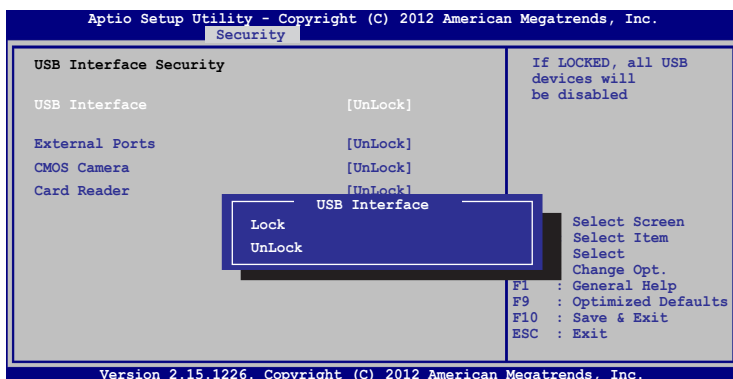 Aptio Setup Utility - Copyright (C) 2012 American Megatrends, Inc.
Security
USB Interface Security
USB Interface [UnLock]
External Ports [UnLock]
CMOS Camera [UnLock]
Card Reader [UnLock]
USB Interface
Lock
UnLock
If LOCKED, all USB
devices will
be disabled
Select Screen
Select Item
Select
Change Opt.
F1 : General Help
F9 : Optimized Defaults
F10 : Save & Exit
ESC : Exit
Version 2.15.1226. Copyright (C) 2012 American Megatrends, Inc.